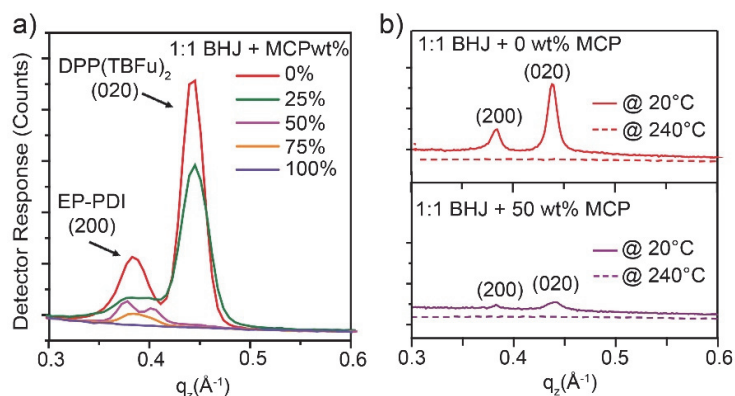 a)
1:1 BHJ + MCPwt%
DPP(TBFu)₂
(020)
0%
25%
50%
75%
100%
EP-PDI
(200)
Detector Response (Counts)
0.3 0.4 0.5 0.6
q_z(Å⁻¹)
b)
1:1 BHJ + 0 wt% MCP
(200) (020)
@ 20°C
@ 240°C
1:1 BHJ + 50 wt% MCP
@ 20°C
@ 240°C
(200) (020)
0.3 0.4 0.5 0.6
q_z(Å⁻¹)